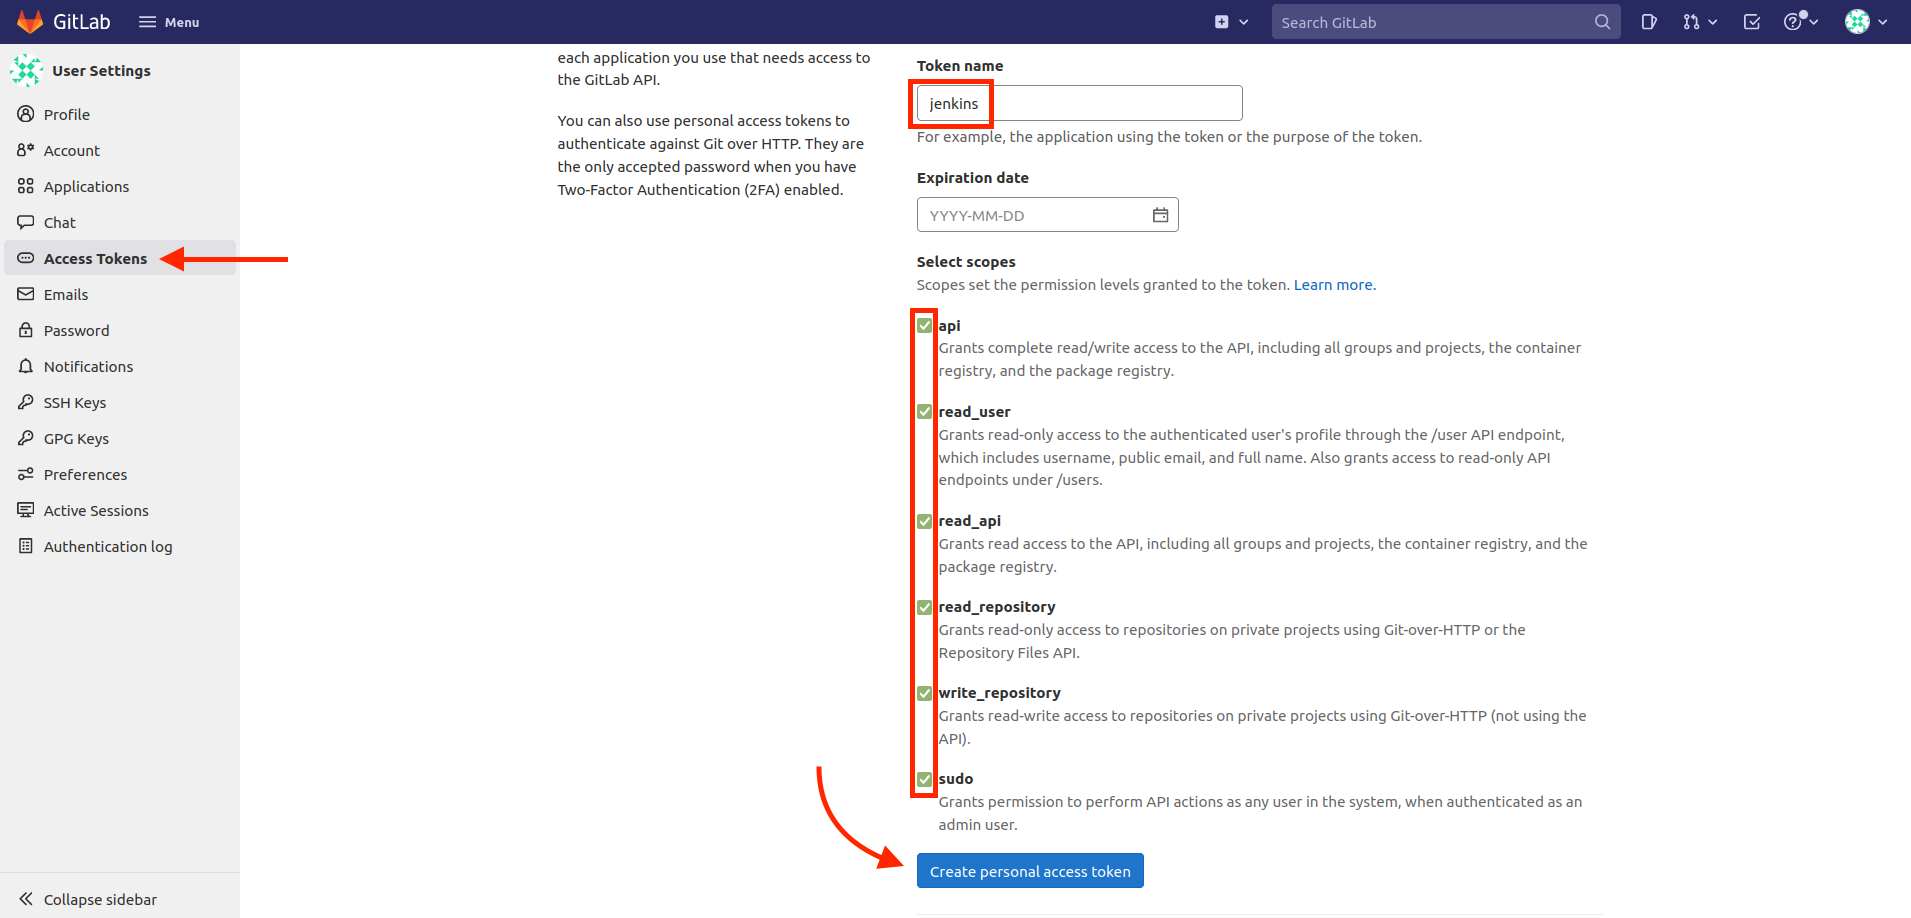 GitLab
Menu
Search GitLab
User Settings
Profile
Account
Applications
Chat
Access Tokens
Emails
Password
Notifications
SSH Keys
GPG Keys
Preferences
Active Sessions
Authentication log
Collapse sidebar
each application you use that needs access to
the GitLab API.
You can also use personal access tokens to
authenticate against Git over HTTP. They are
the only accepted password when you have
Two-Factor Authentication (2FA) enabled.
Token name
jenkins
For example, the application using the token or the purpose of the token.
Expiration date
YYYY-MM-DD
Select scopes
Scopes set the permission levels granted to the token. Learn more.
api
Grants complete read/write access to the API, including all groups and projects, the container
registry, and the package registry.
read_user
Grants read-only access to the authenticated user's profile through the /user API endpoint,
which includes username, public email, and full name. Also grants access to read-only API
endpoints under /users.
read_api
Grants read access to the API, including all groups and projects, the container registry, and the
package registry.
read_repository
Grants read-only access to repositories on private projects using Git-over-HTTP or the
Repository Files API.
write_repository
Grants read-write access to repositories on private projects using Git-over-HTTP (not using the
API).
sudo
Grants permission to perform API actions as any user in the system, when authenticated as an
admin user.
Create personal access token